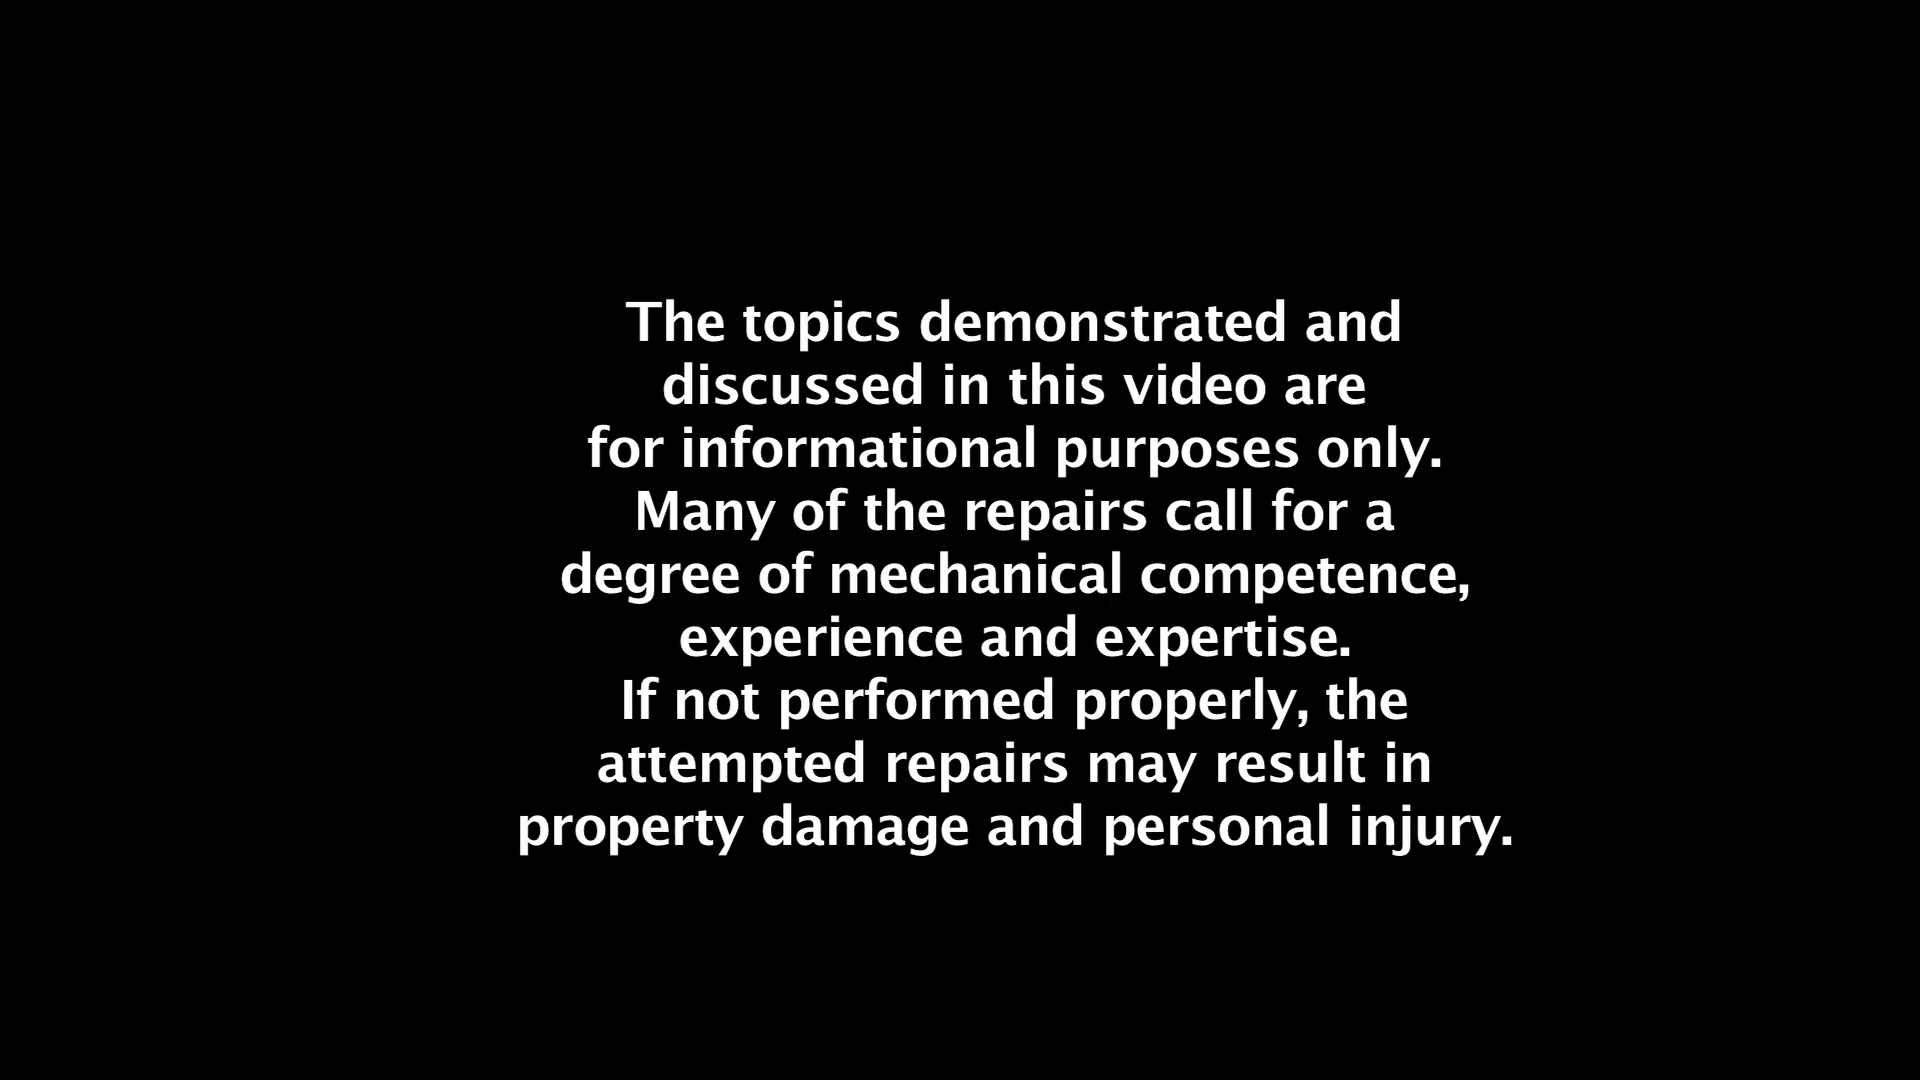 The topics demonstrated and
discussed in this video are
for informational purposes only.
Many of the repairs call for a
degree of mechanical competence,
experience and expertise.
If not performed properly, the
attempted repairs may result in
property damage and personal injury.